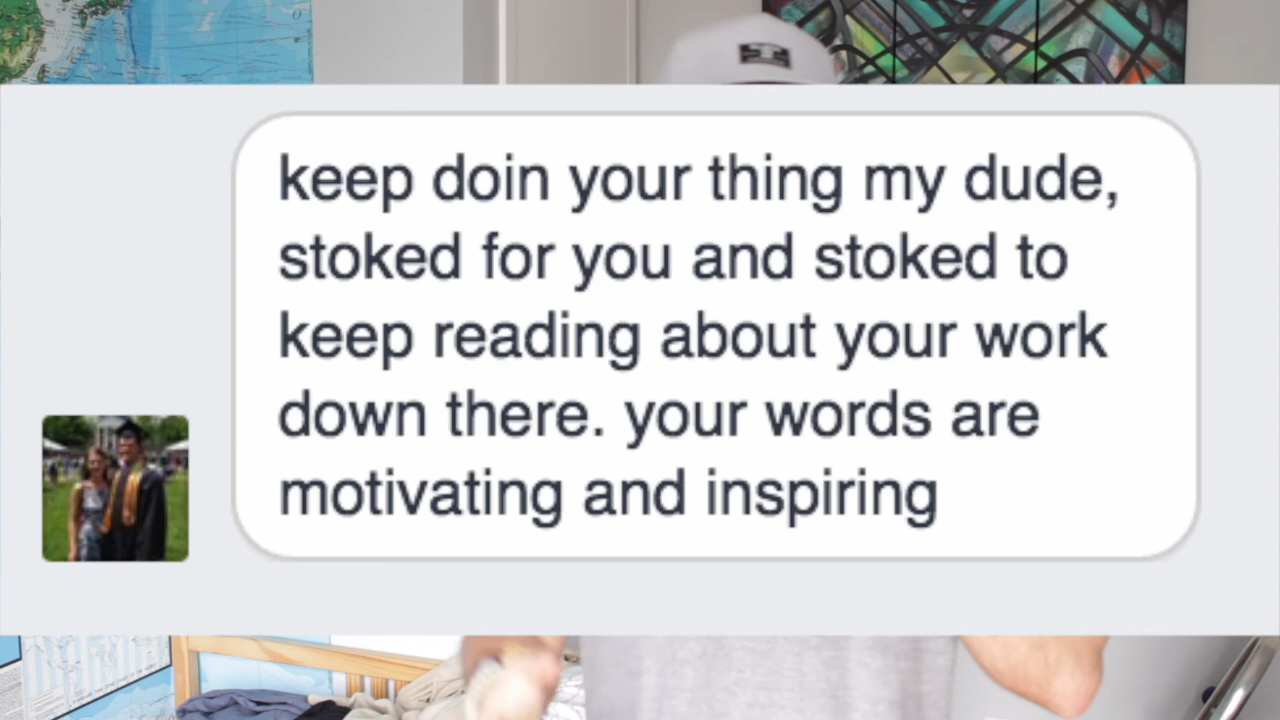 keep doin your thing my dude,
stoked for you and stoked to
keep reading about your work
down there. your words are
motivating and inspiring